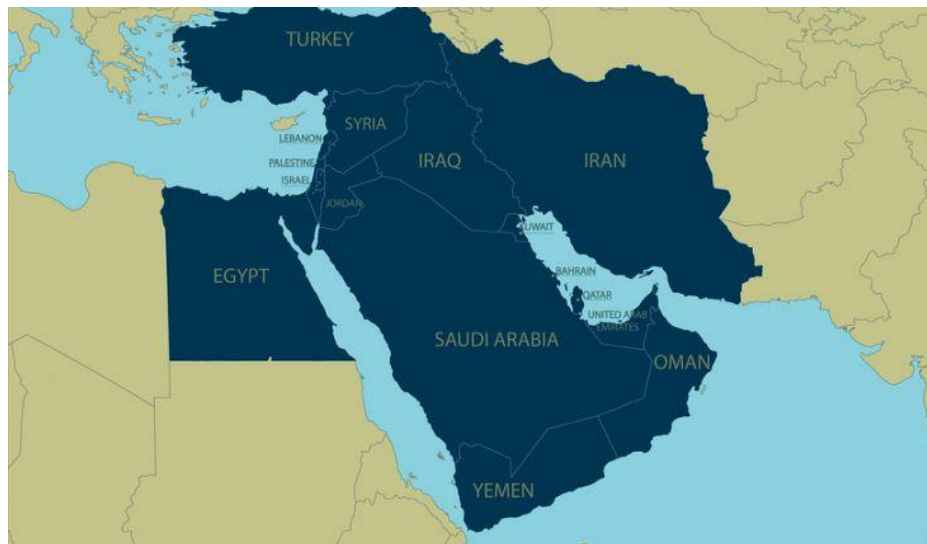 TURKEY
SYRIA
LEBANON
PALESTINE
ISRAEL
JORDAN
IRAQ
IRAN
KUWAIT
BAHRAIN
QATAR
UNITED ARAB
EMIRATES
EGYPT
SAUDI ARABIA
OMAN
YEMEN